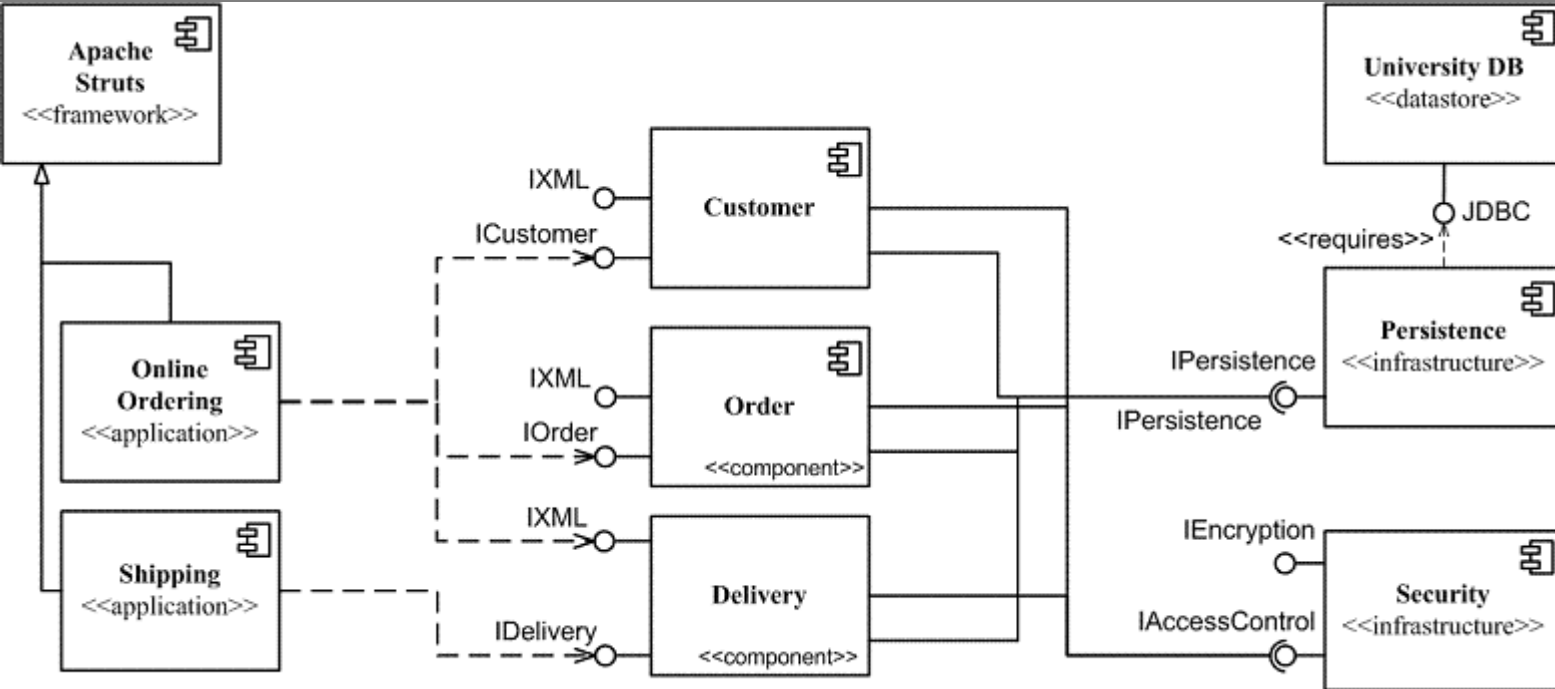 Apache
Struts
<<framework>>
University DB
<<datastore>>
IXML
ICustomer
Customer
JDBC
<<requires>>
Online
Ordering
<<application>>
IXML
IOrder
Order
<<component>>
IPersistence
IPersistence
Persistence
<<infrastructure>>
Shipping
<<application>>
IXML
IDelivery
Delivery
<<component>>
IEncryption
IAccessControl
Security
<<infrastructure>>